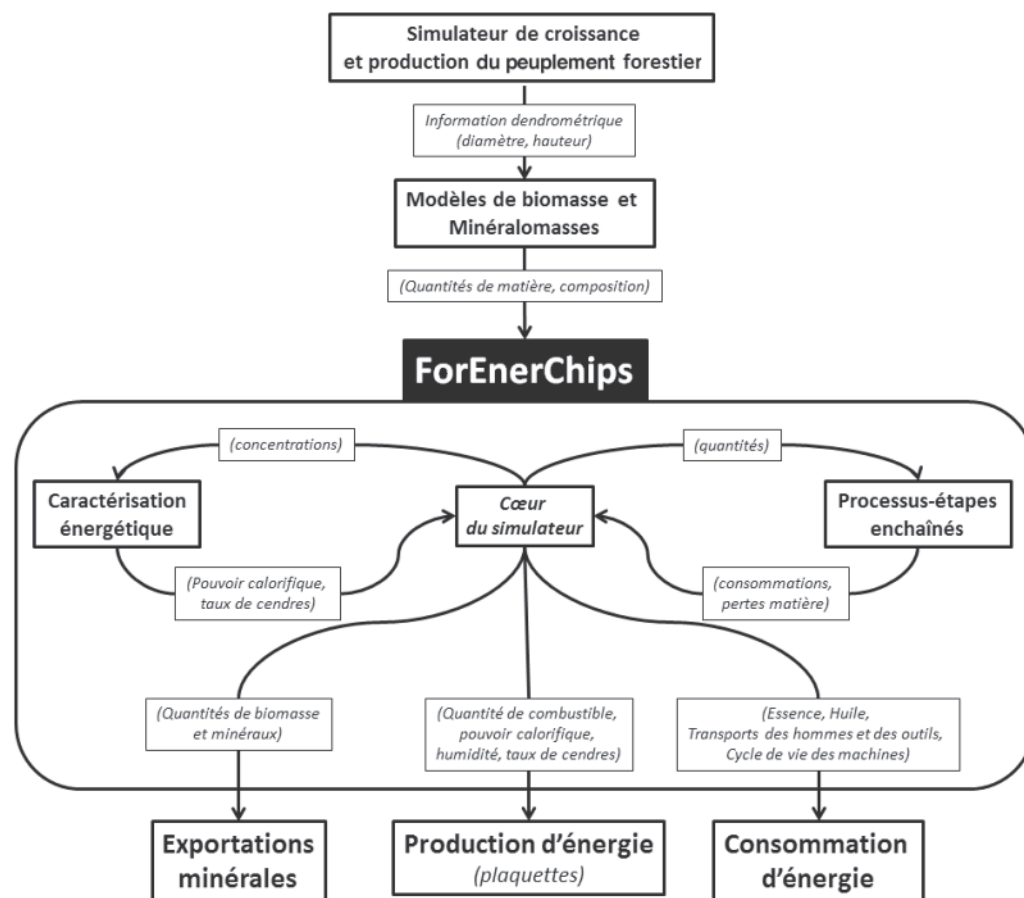 Simulateur de croissance
et production du peuplement forestier
Information dendrométrique
(diamètre, hauteur)
Modèles de biomasse et
Minéralomasses
(Quantités de matière, composition)
ForEnerChips
(concentrations)
(quantités)
Caractérisation
énergétique
Cœur
du simulateur
Processus-étapes
enchaînés
(Pouvoir calorifique,
taux de cendres)
(consommations,
pertes matière)
(Quantités de biomasse
et minéraux)
(Quantité de combustible,
pouvoir calorifique,
humidité, taux de cendres)
(Essence, Huile,
Transports des hommes et des outils,
Cycle de vie des machines)
Exportations
minérales
Production d'énergie
(plaquettes)
Consommation
d'énergie